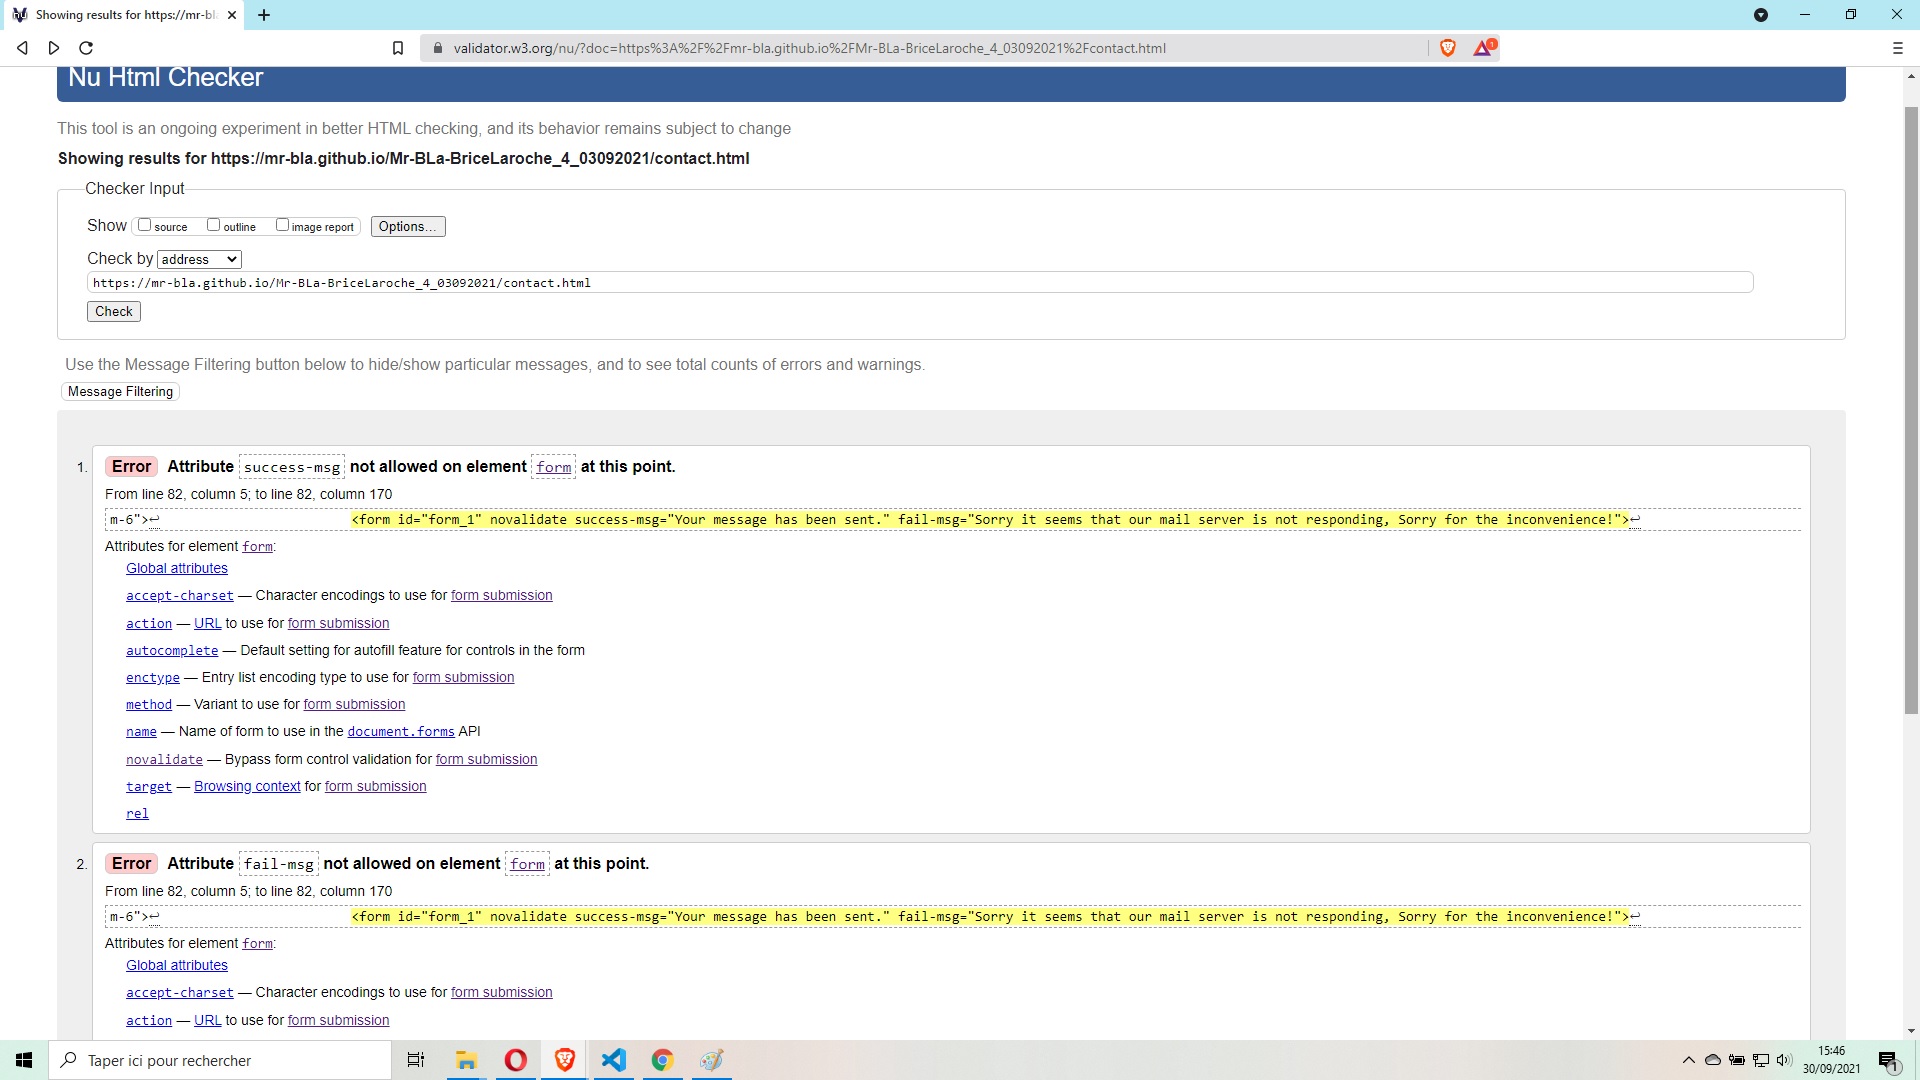 Showing results for https://mr-bl
validator.w3.org/nu/?doc=https%3A%2F%2Fmr-bla.github.io%2FMr-BLa-BriceLaroche_4_03092021%2Fcontact.html
1
Nu Html Checker
This tool is an ongoing experiment in better HTML checking, and its behavior remains subject to change
Showing results for https://mr-bla.github.io/Mr-BLa-BriceLaroche_4_03092021/contact.html
Checker Input
Show source outline image report Options...
Check by address
https://mr-bla.github.io/Mr-BLa-BriceLaroche_4_03092021/contact.html
Check
Use the Message Filtering button below to hide/show particular messages, and to see total counts of errors and warnings.
Message Filtering
1. Error Attribute success-msg not allowed on element form at this point.
From line 82, column 5; to line 82, column 170
m-6">↩ <form id="form_1" novalidate success-msg="Your message has been sent." fail-msg="Sorry it seems that our mail server is not responding, Sorry for the inconvenience!">↩
Attributes for element form:
Global attributes
accept-charset — Character encodings to use for form submission
action — URL to use for form submission
autocomplete — Default setting for autofill feature for controls in the form
enctype — Entry list encoding type to use for form submission
method — Variant to use for form submission
name — Name of form to use in the document.forms API
novalidate — Bypass form control validation for form submission
target — Browsing context for form submission
rel
2. Error Attribute fail-msg not allowed on element form at this point.
From line 82, column 5; to line 82, column 170
m-6">↩ <form id="form_1" novalidate success-msg="Your message has been sent." fail-msg="Sorry it seems that our mail server is not responding, Sorry for the inconvenience!">↩
Attributes for element form:
Global attributes
accept-charset — Character encodings to use for form submission
action — URL to use for form submission
Taper ici pour rechercher
15:46
30/09/2021
1